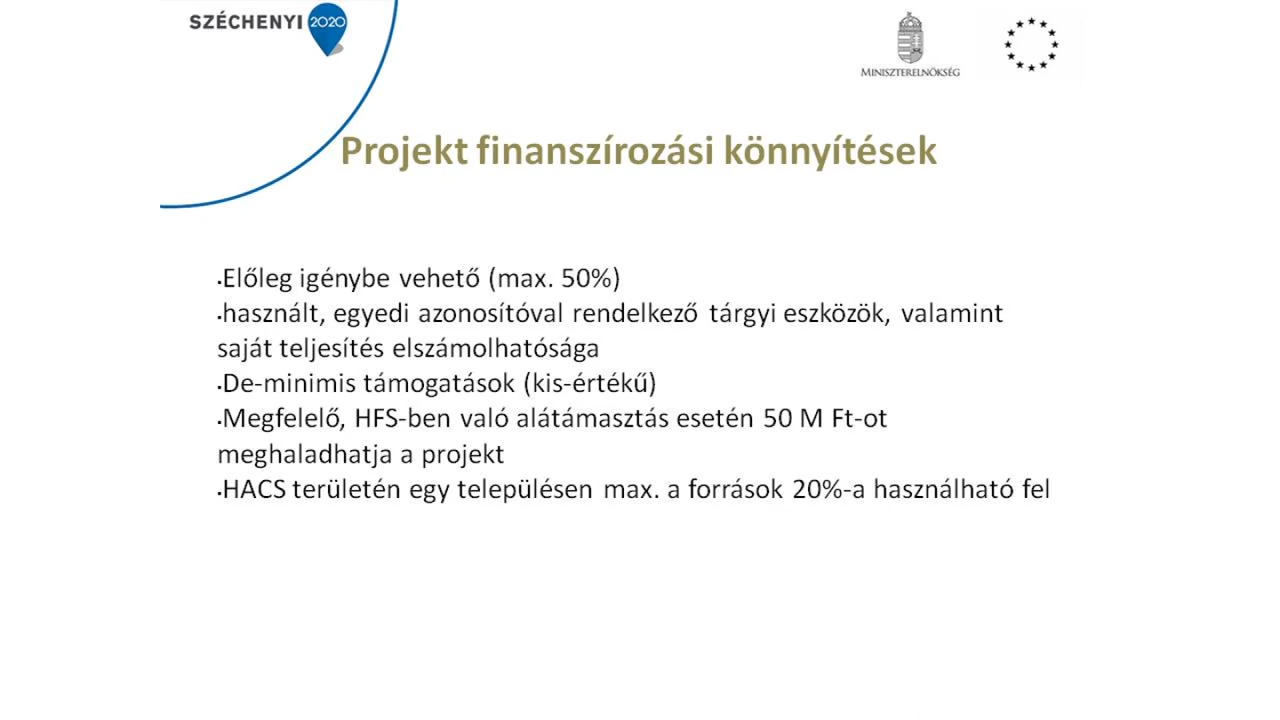 SZÉCHENYI 2020
MINISZTERELNÖKSÉG
Projekt finanszírozási könnyítések
·Előleg igénybe vehető (max. 50%)
·használt, egyedi azonosítóval rendelkező tárgyi eszközök, valamint
saját teljesítés elszámolhatósága
·De-minimis támogatások (kis-értékű)
·Megfelelő, HFS-ben való alátámasztás esetén 50 M Ft-ot
meghaladhatja a projekt
·HACS területén egy településen max. a források 20%-a használható fel